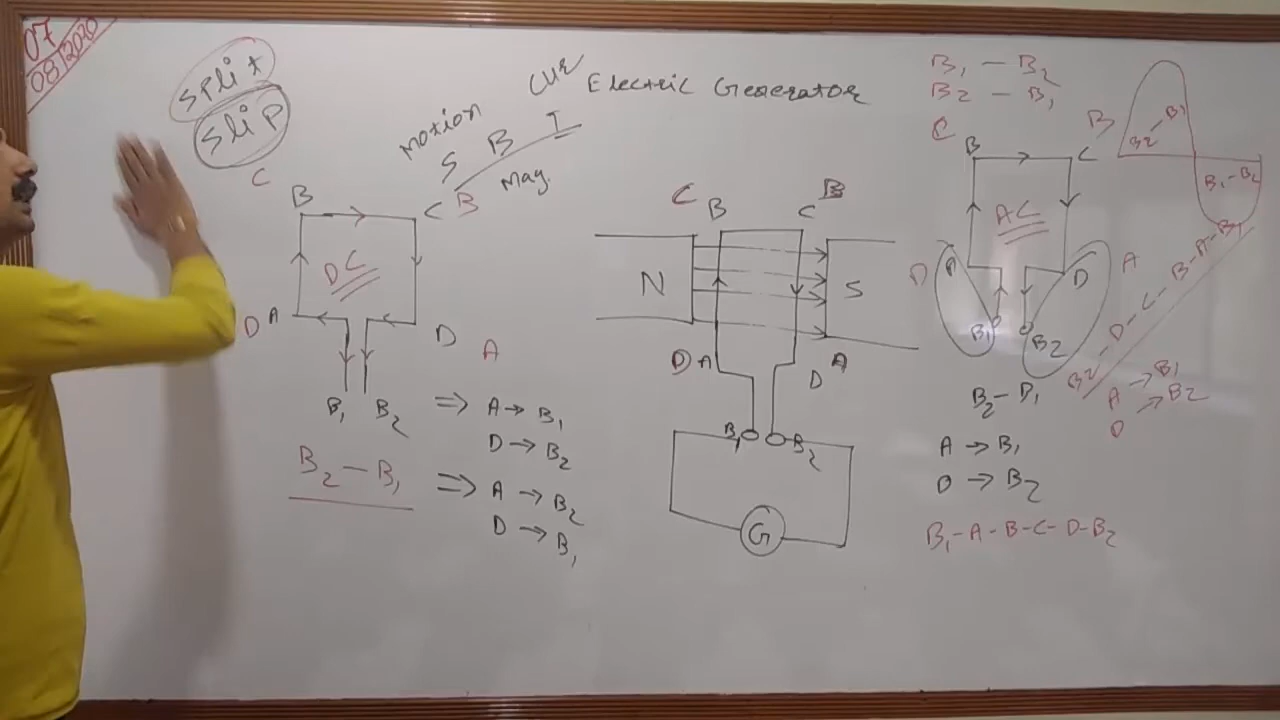 07
08/2020
Split
Slip
Motion
Cur
S B I
Mag.
Electric Generator
C
B
C B
DC
D A
D
A
B1 B2
B2 - B1
⇒ A → B1
D → B2
⇒ A → B2
D → B1
C B
C B
N
S
D A
D A
B1
B2
G
B1 - B2
B2 - B1
C
B
B
C
AC
D
A
D
A
B1
B2
B2 - B1
B1 - B2
B2 - D - C - B - A - B1
A → B1
D → B2
B2 - B1
A → B1
D → B2
B1 - A - B - C - D - B2